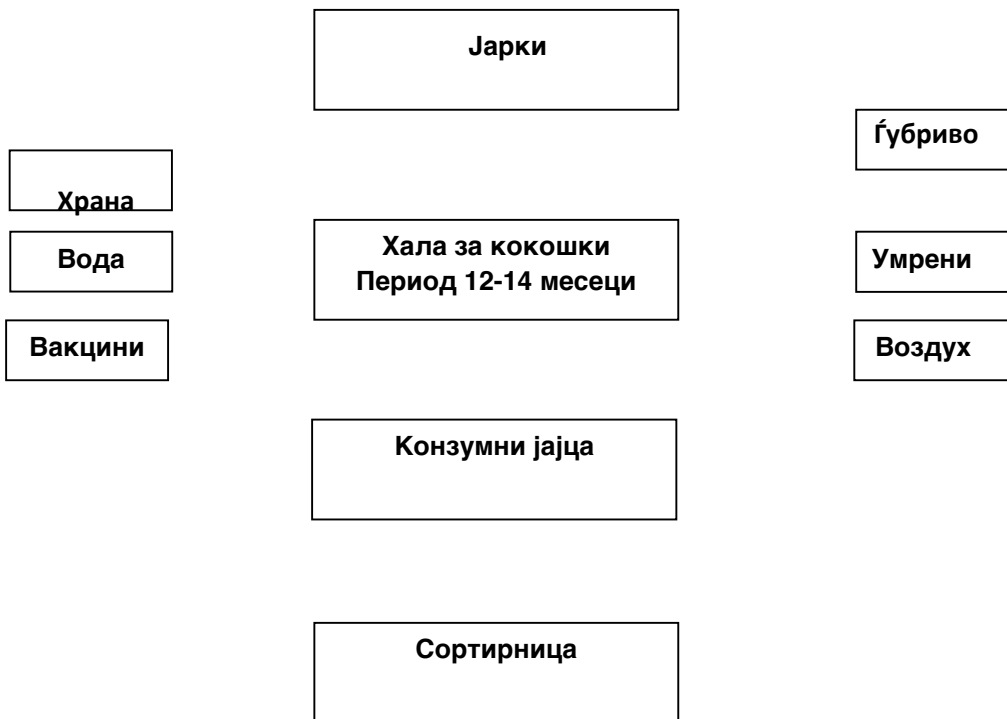 Јарки
Ѓубриво
Храна
Вода
Хала за кокошки
Период 12-14 месеци
Умрени
Вакцини
Воздух
Конзумни јајца
Сортирница